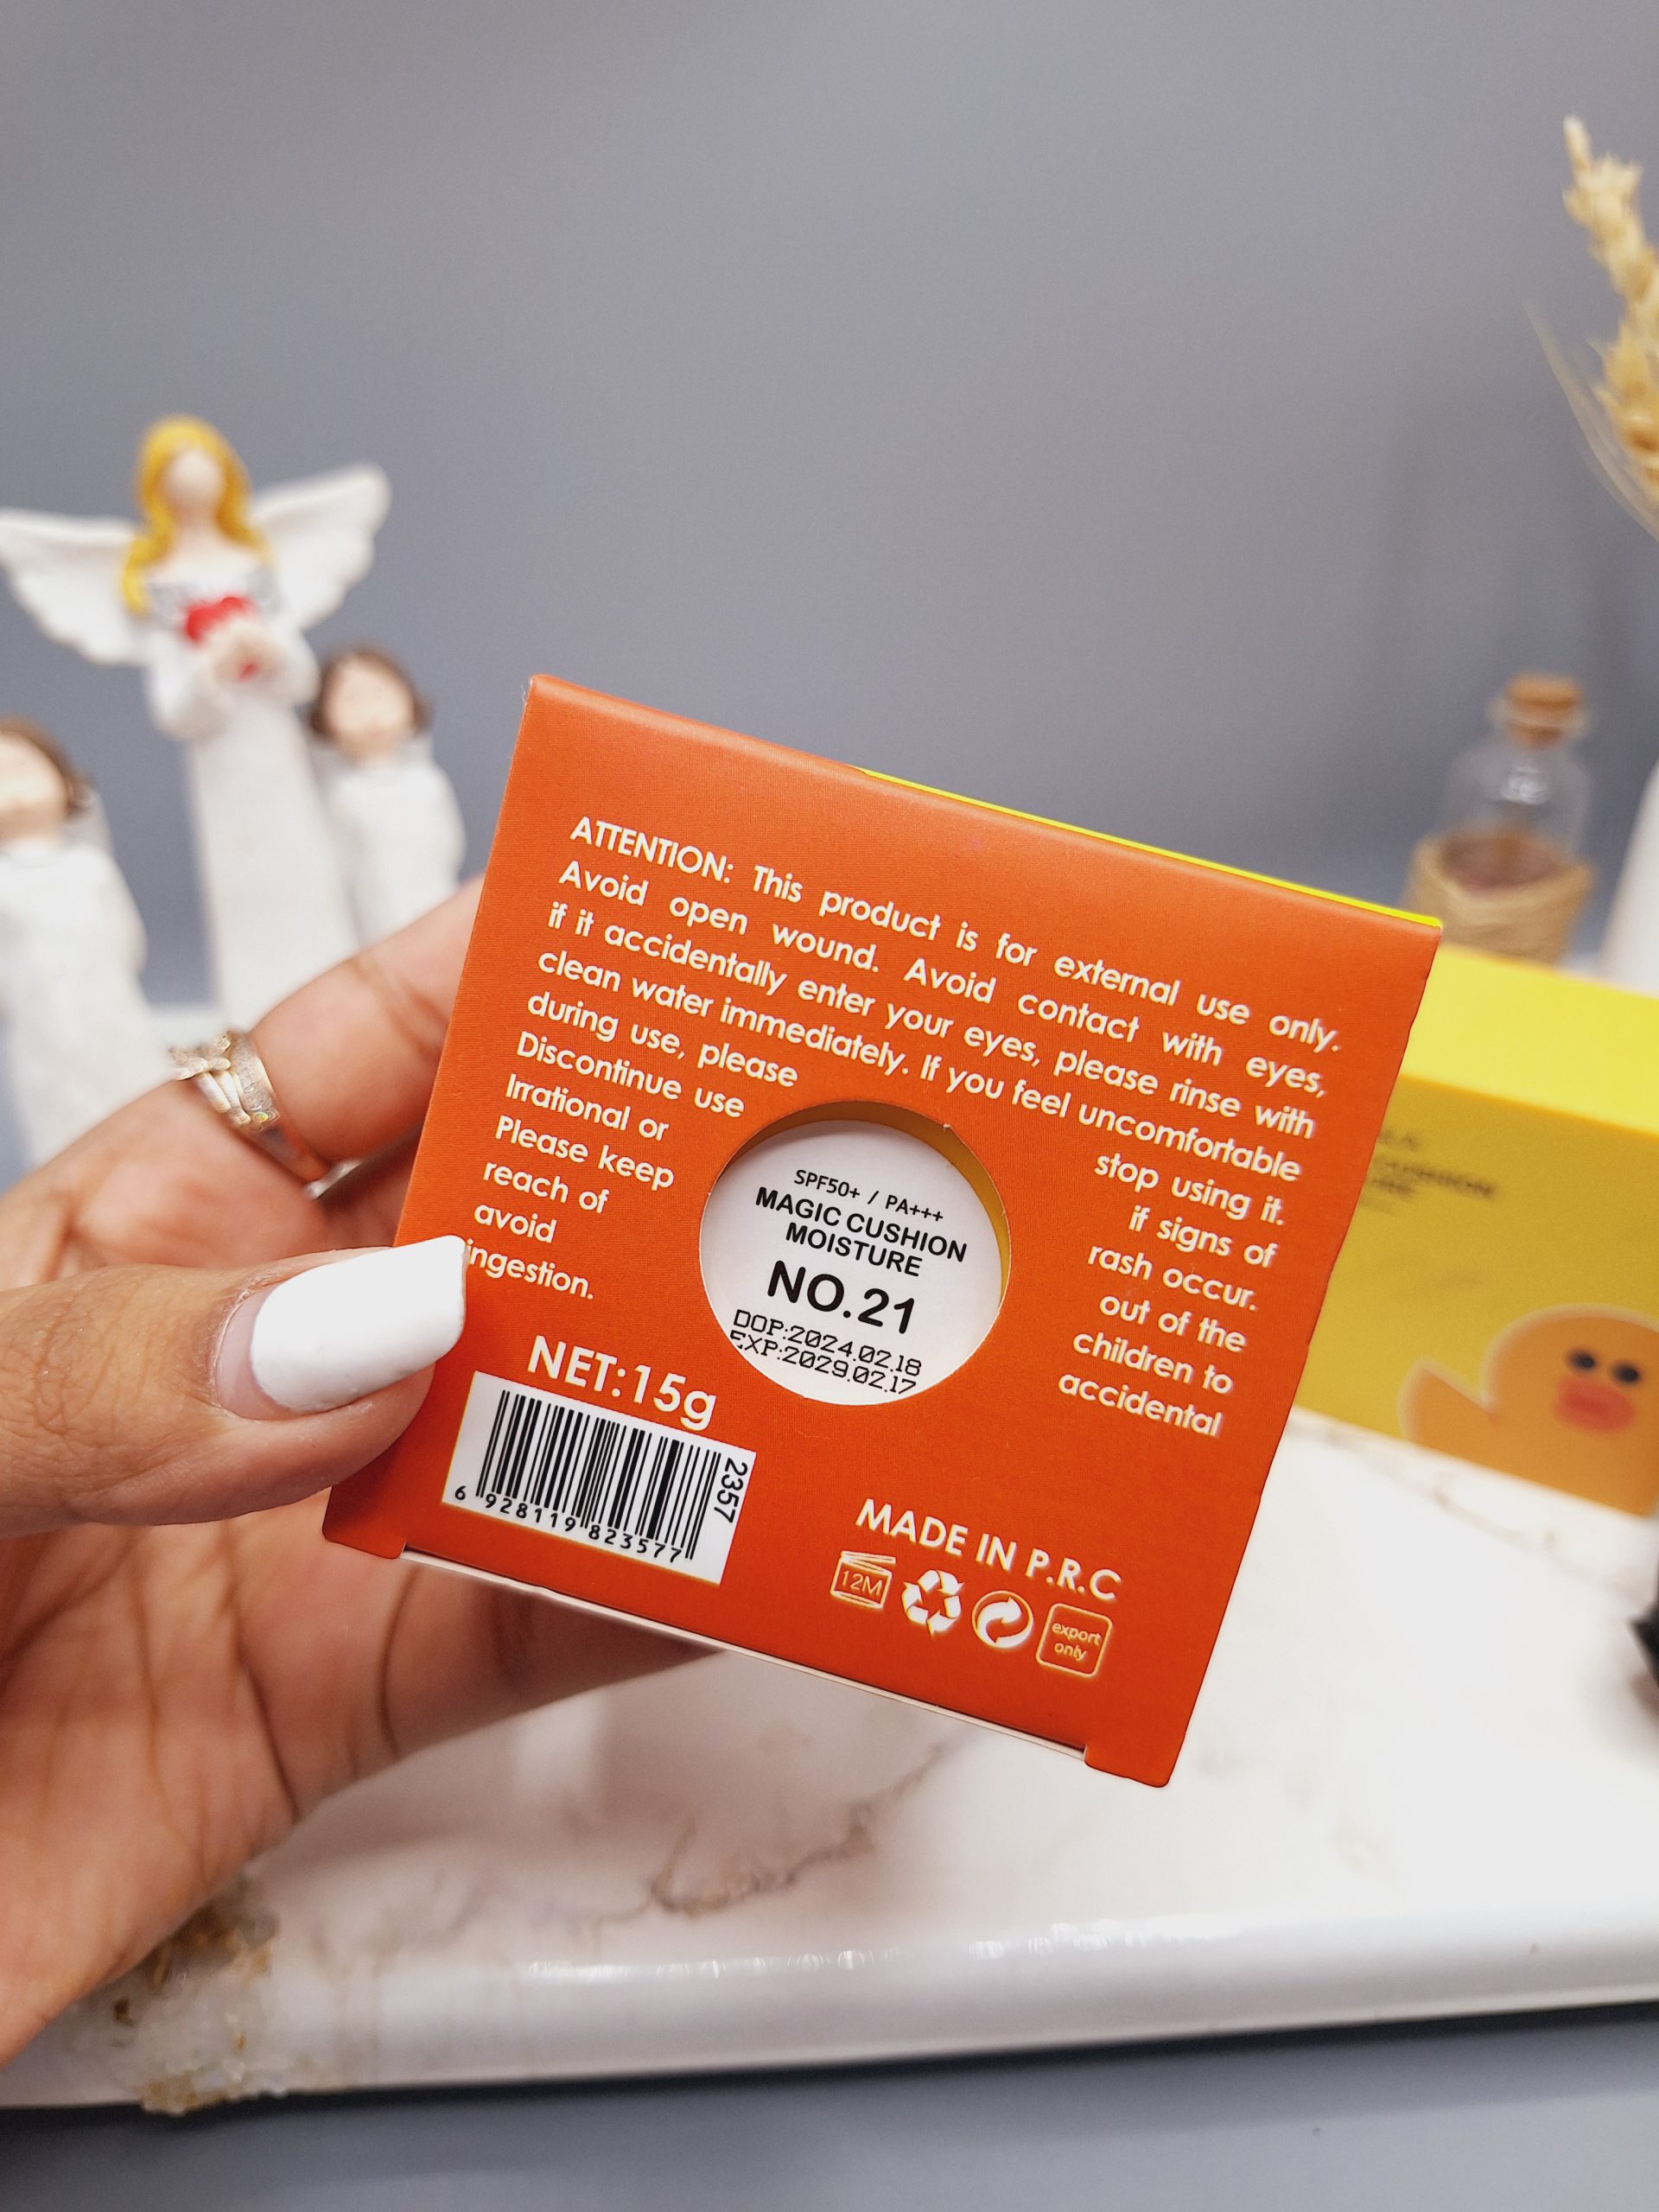 ATTENTION: This product is for external use only.
Avoid open wound. Avoid contact with eyes,
if it accidentally enter your eyes, please rinse with
clean water immediately. If you feel uncomfortable
during use, please stop using it.
Discontinue use if signs of
Irrational or rash occur.
Please keep out of the
reach of children to
avoid accidental
ingestion.
SPF50+ / PA+++
MAGIC CUSHION
MOISTURE
NO.21
DOP:2024.02.18
EXP:2029.02.17
NET:15g
2357
6 928119 823577
MADE IN P.R.C
12M
export
only
CUSHION